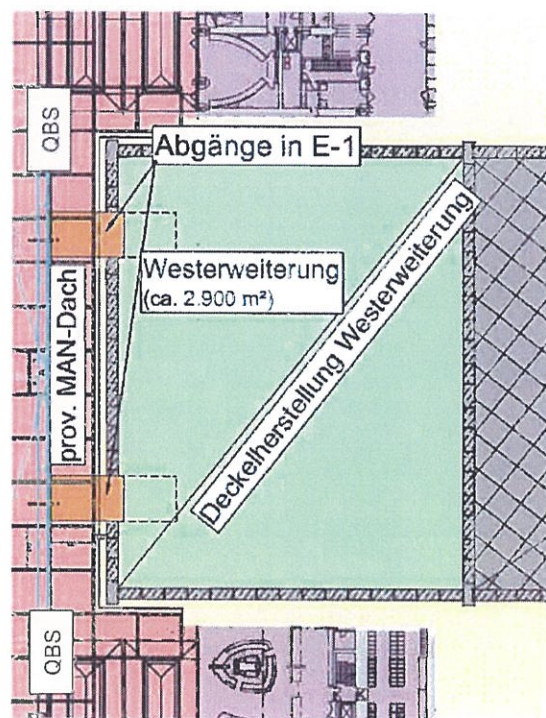 QBS
Abgänge in E-1
Westerweiterung
(ca. 2.900 m²)
prov. MAN-Dach
Deckelherstellung Westerweiterung
QBS